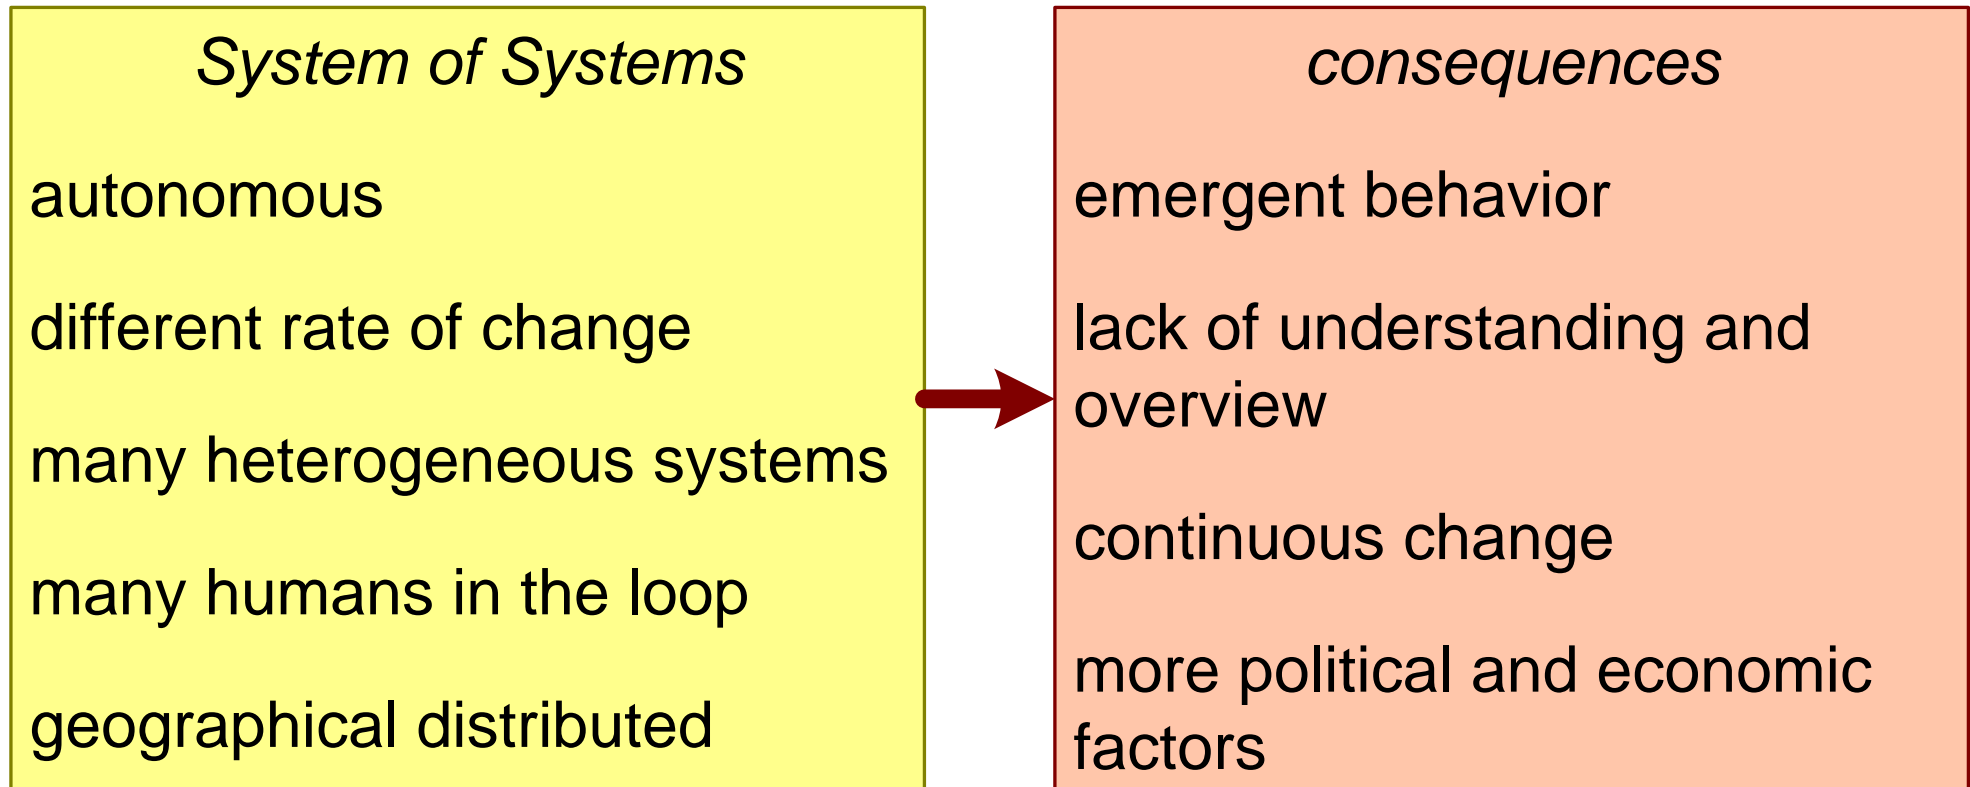 System of Systems
autonomous
different rate of change
many heterogeneous systems
many humans in the loop
geographical distributed
consequences
emergent behavior
lack of understanding and
overview
continuous change
more political and economic
factors